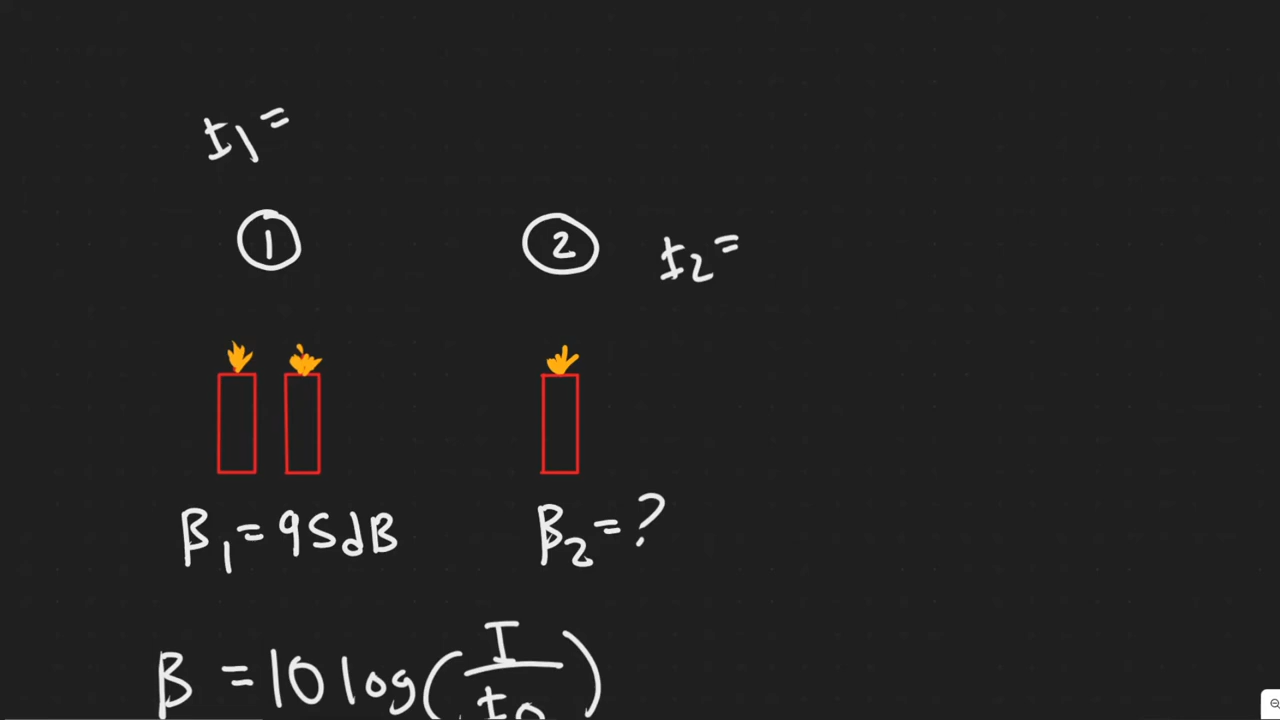 I₁ =
① ②
I₂ =
β₁ = 95dB β₂ = ?
β = 10 log(I/I₀)